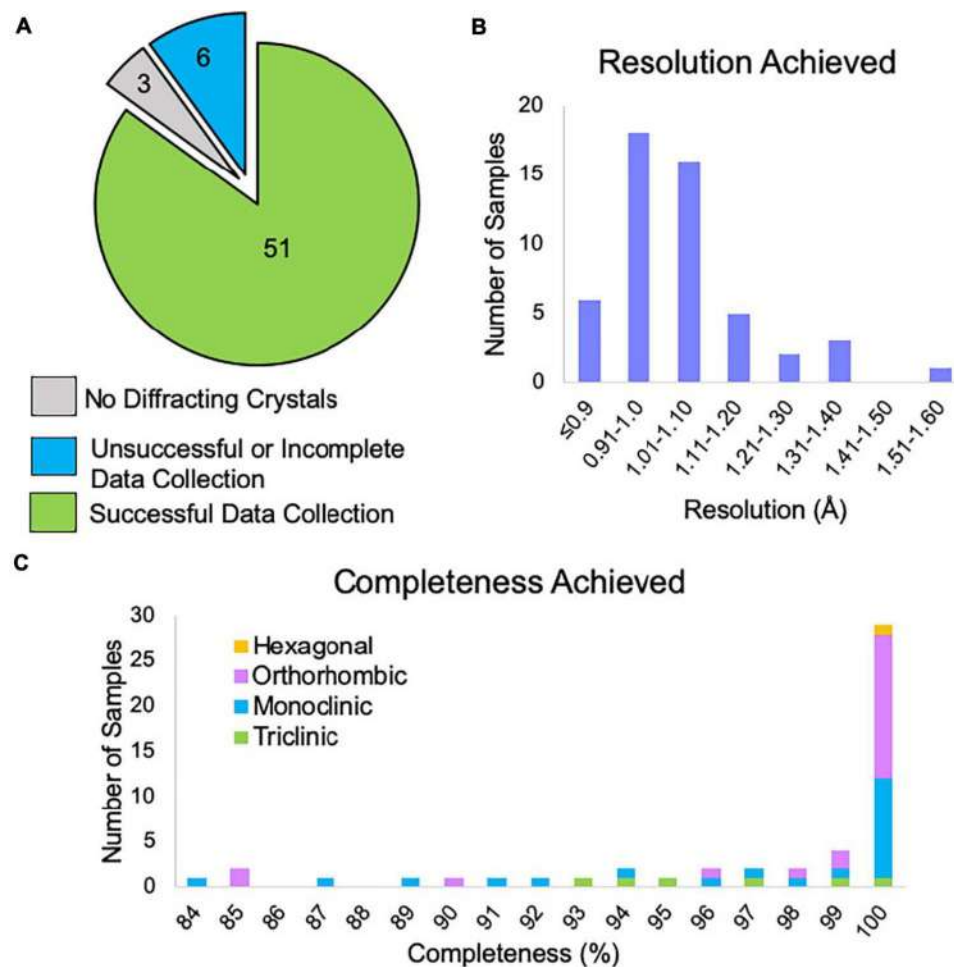 A
6
3
51
No Diffracting Crystals
Unsuccessful or Incomplete
Data Collection
Successful Data Collection
B
Resolution Achieved
Number of Samples
20
15
10
5
0
≤0.9
0.91-1.0
1.01-1.10
1.11-1.20
1.21-1.30
1.31-1.40
1.41-1.50
1.51-1.60
Resolution (Å)
C
Completeness Achieved
Number of Samples
30
25
20
15
10
5
0
Hexagonal
Orthorhombic
Monoclinic
Triclinic
84
85
86
87
88
89
90
91
92
93
94
95
96
97
98
99
100
Completeness (%)